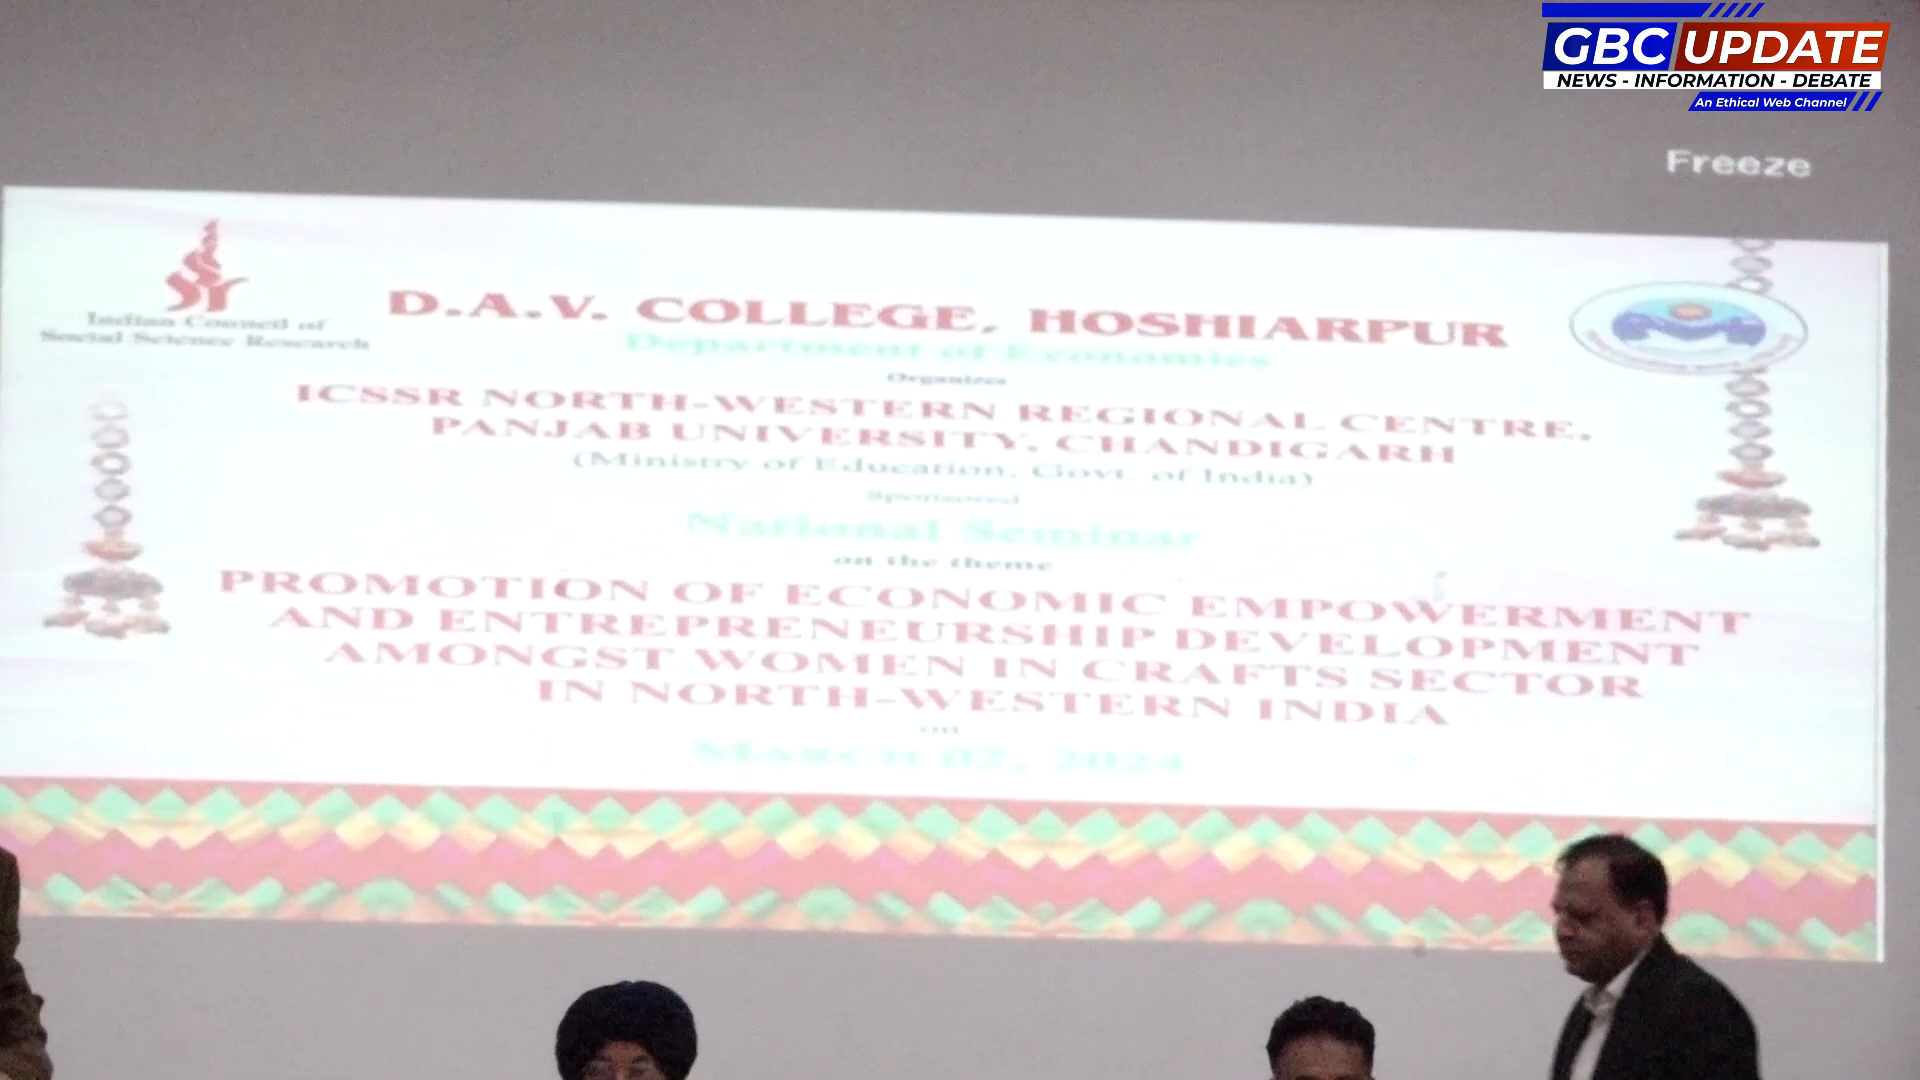 GBC UPDATE
NEWS - INFORMATION - DEBATE
An Ethical Web Channel
Freeze
Indian Council of
Social Science Research
D.A.V. COLLEGE, HOSHIARPUR
Department of Economics
Organizes
ICSSR NORTH-WESTERN REGIONAL CENTRE,
PANJAB UNIVERSITY, CHANDIGARH
(Ministry of Education, Govt. of India)
Sponsored
National Seminar
on the theme
PROMOTION OF ECONOMIC EMPOWERMENT
AND ENTREPRENEURSHIP DEVELOPMENT
AMONGST WOMEN IN CRAFTS SECTOR
IN NORTH-WESTERN INDIA
on
MARCH 02, 2024